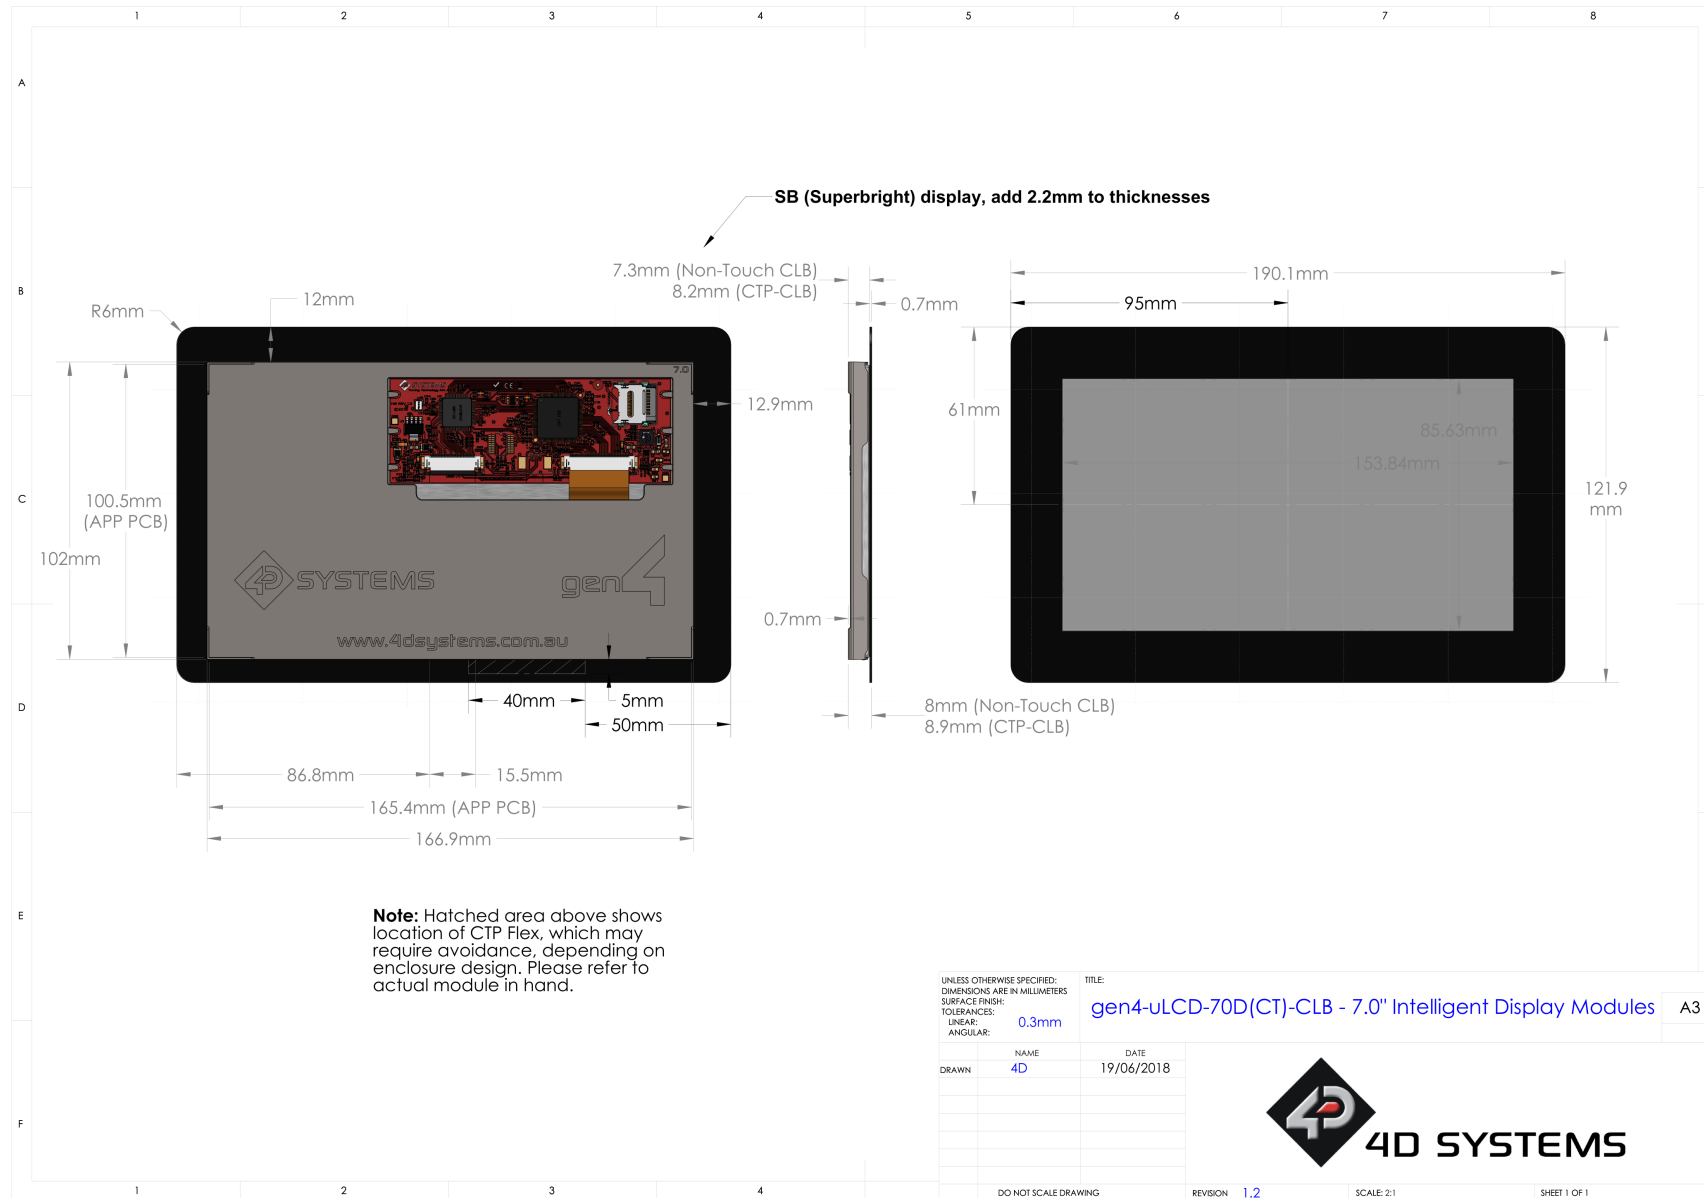 1 2 3 4 5 6 7 8
A
B
C
D
E
F
SB (Superbright) display, add 2.2mm to thicknesses
7.3mm (Non-Touch CLB)
8.2mm (CTP-CLB)
0.7mm
12mm
R6mm
12.9mm
100.5mm
(APP PCB)
102mm
7.0
4D SYSTEMS
gen4
www.4dsystems.com.au
40mm
5mm
50mm
86.8mm
15.5mm
165.4mm (APP PCB)
166.9mm
0.7mm
8mm (Non-Touch CLB)
8.9mm (CTP-CLB)
190.1mm
95mm
61mm
85.63mm
153.84mm
121.9
mm
Note: Hatched area above shows
location of CTP Flex, which may
require avoidance, depending on
enclosure design. Please refer to
actual module in hand.
UNLESS OTHERWISE SPECIFIED:
DIMENSIONS ARE IN MILLIMETERS
SURFACE FINISH:
TOLERANCES:
LINEAR: 0.3mm
ANGULAR:
TITLE:
gen4-uLCD-70D(CT)-CLB - 7.0" Intelligent Display Modules
A3
NAME DATE
DRAWN 4D 19/06/2018
4D SYSTEMS
DO NOT SCALE DRAWING
REVISION 1.2
SCALE: 2:1
SHEET 1 OF 1
1 2 3 4